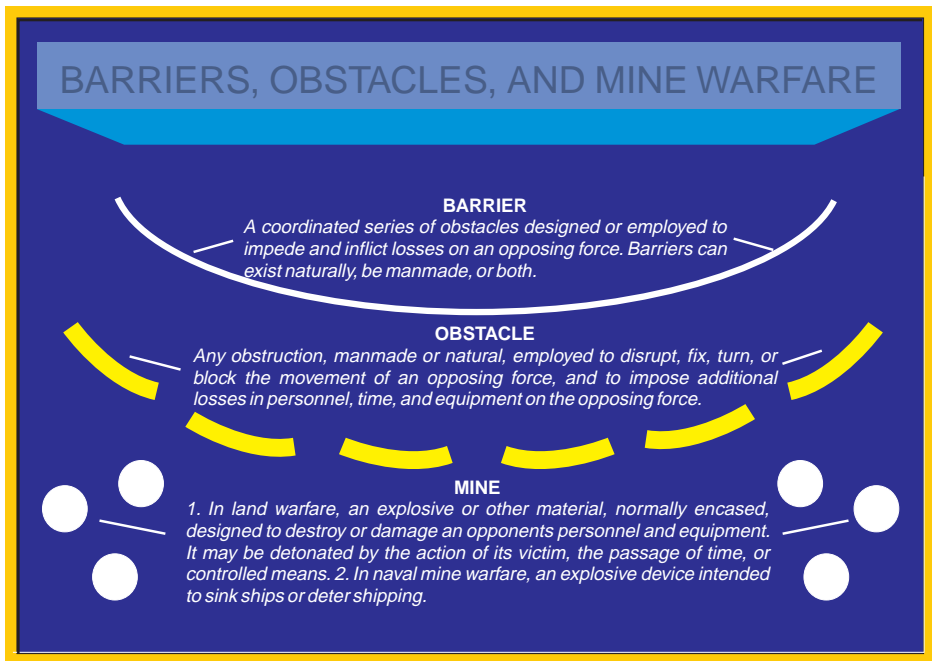 BARRIERS, OBSTACLES, AND MINE WARFARE
BARRIER
A coordinated series of obstacles designed or employed to
impede and inflict losses on an opposing force. Barriers can
exist naturally, be manmade, or both.
OBSTACLE
Any obstruction, manmade or natural, employed to disrupt, fix, turn, or
block the movement of an opposing force, and to impose additional
losses in personnel, time, and equipment on the opposing force.
MINE
1. In land warfare, an explosive or other material, normally encased,
designed to destroy or damage an opponents personnel and equipment.
It may be detonated by the action of its victim, the passage of time, or
controlled means. 2. In naval mine warfare, an explosive device intended
to sink ships or deter shipping.